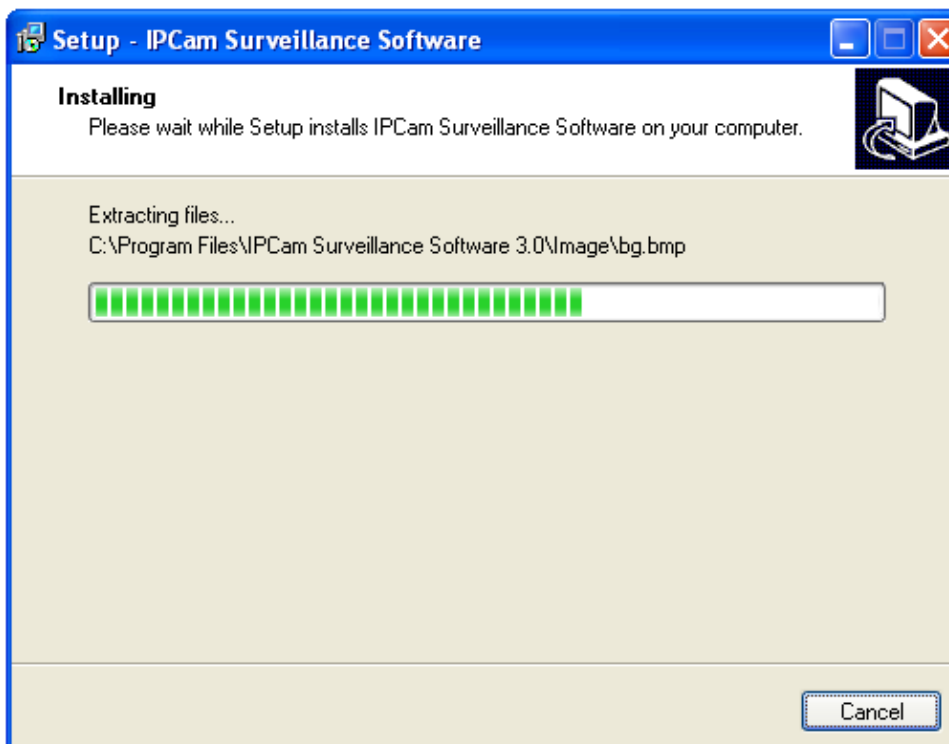 Setup - IPCam Surveillance Software
Installing
Please wait while Setup installs IPCam Surveillance Software on your computer.
Extracting files...
C:\Program Files\IPCam Surveillance Software 3.0\Image\bg.bmp
Cancel